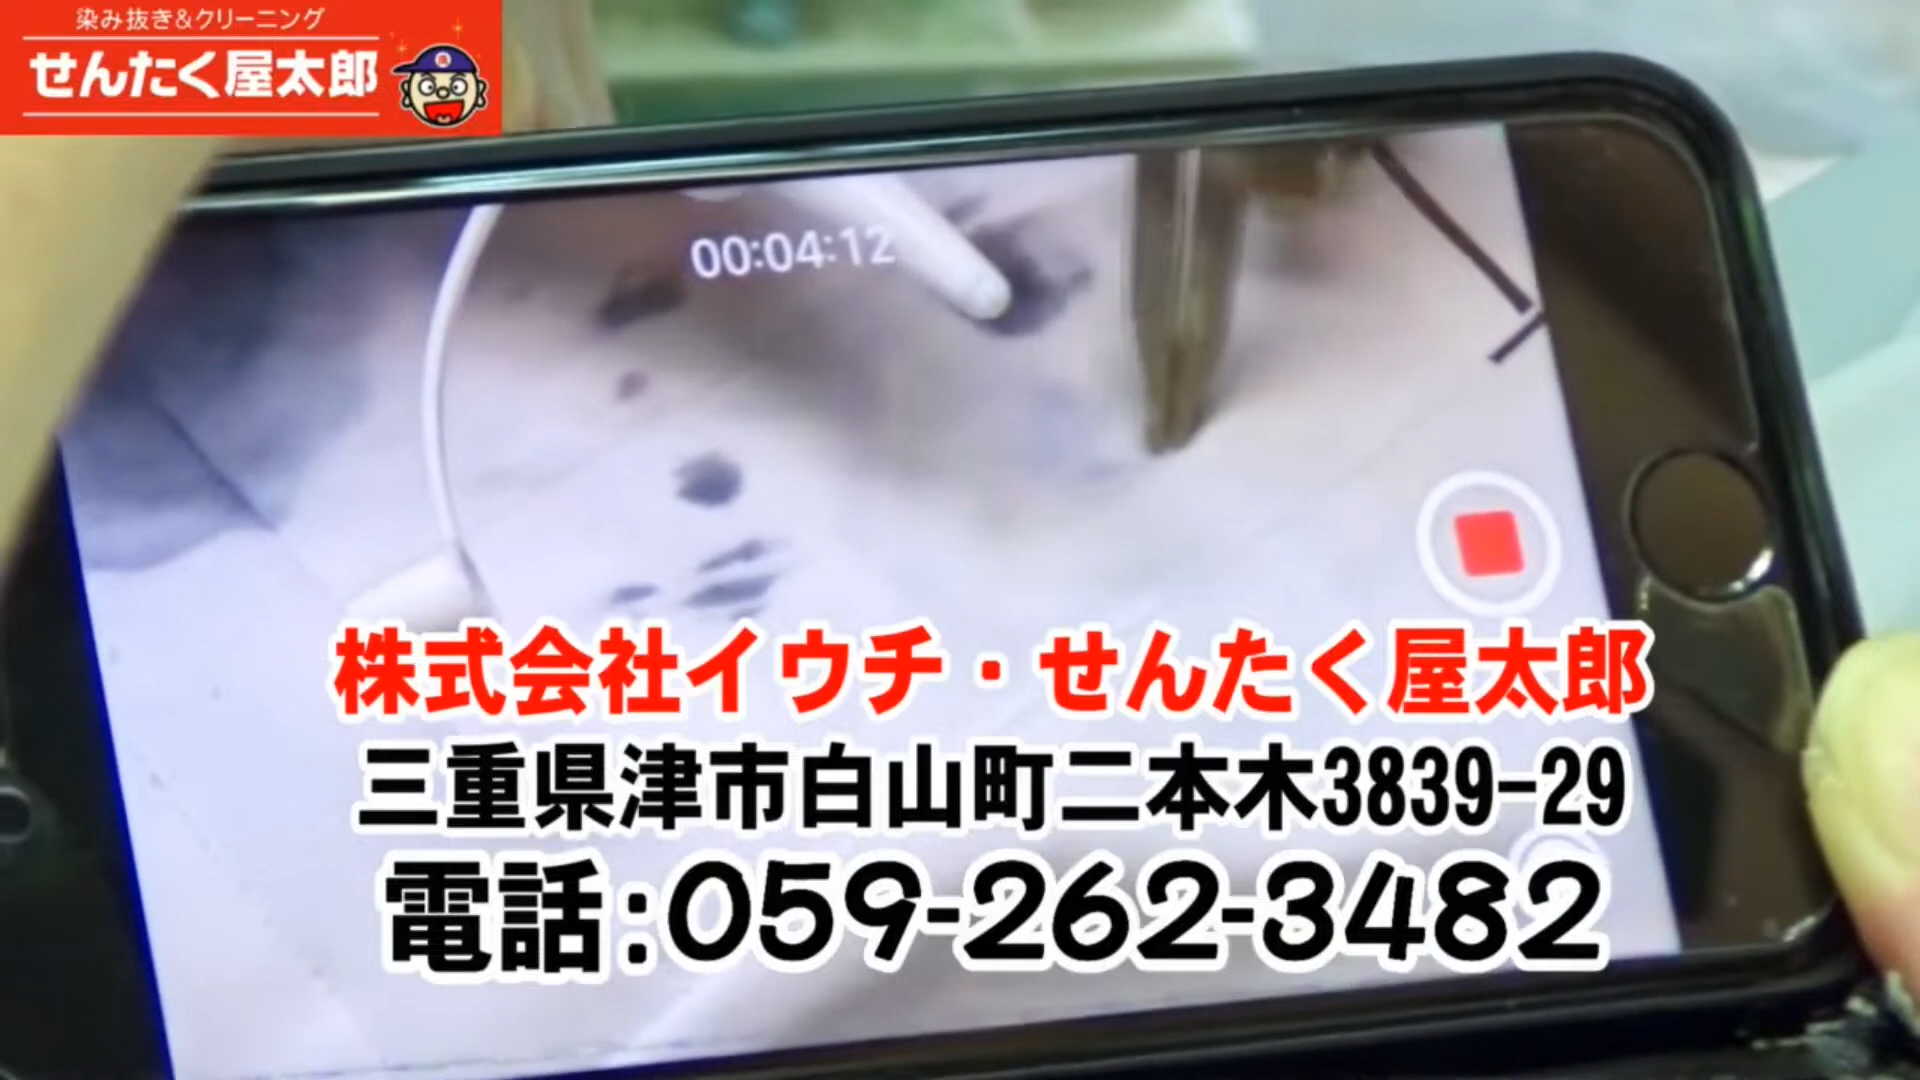 染み抜き&クリーニング
せんたく屋太郎
00:04:12
株式会社イウチ・せんたく屋太郎
三重県津市白山町二本木3839-29
電話:059-262-3482